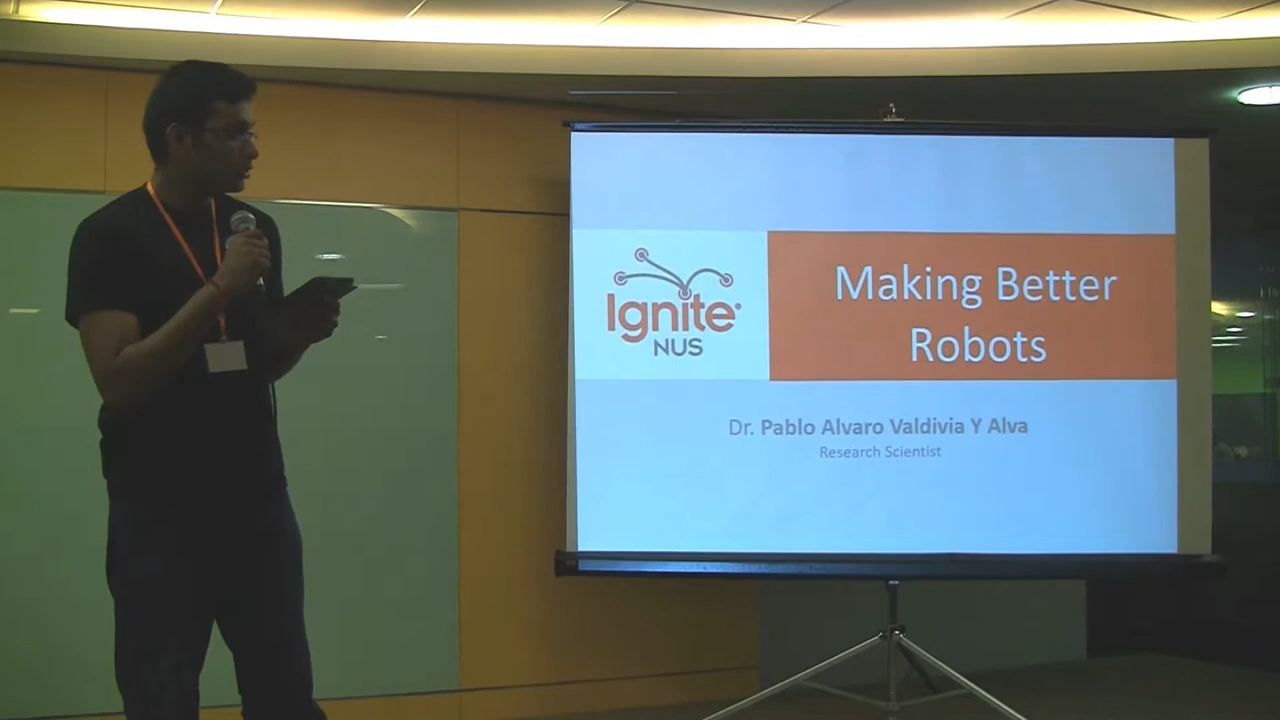 Ignite
NUS
Making Better
Robots
Dr. Pablo Alvaro Valdivia Y Alva
Research Scientist